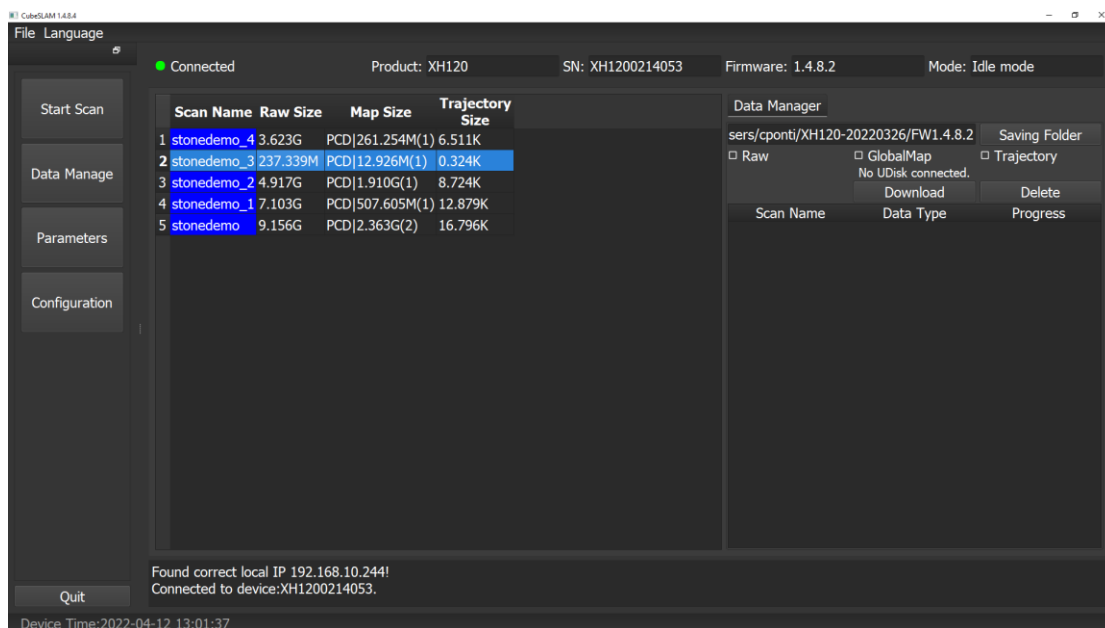 CubeSLAM 1.4.8.4
File Language
Connected Product: XH120 SN: XH1200214053 Firmware: 1.4.8.2 Mode: Idle mode
Start Scan
Data Manage
Parameters
Configuration
Quit
Scan Name Raw Size Map Size Trajectory Size
1 stonedemo_4 3.623G PCD|261.254M(1) 6.511K
2 stonedemo_3 237.339M PCD|12.926M(1) 0.324K
3 stonedemo_2 4.917G PCD|1.910G(1) 8.724K
4 stonedemo_1 7.103G PCD|507.605M(1) 12.879K
5 stonedemo 9.156G PCD|2.363G(2) 16.796K
Data Manager
sers/cponti/XH120-20220326/FW1.4.8.2 Saving Folder
Raw GlobalMap Trajectory
No UDisk connected.
Download Delete
Scan Name Data Type Progress
Found correct local IP 192.168.10.244!
Connected to device:XH1200214053.
Device Time:2022-04-12 13:01:37